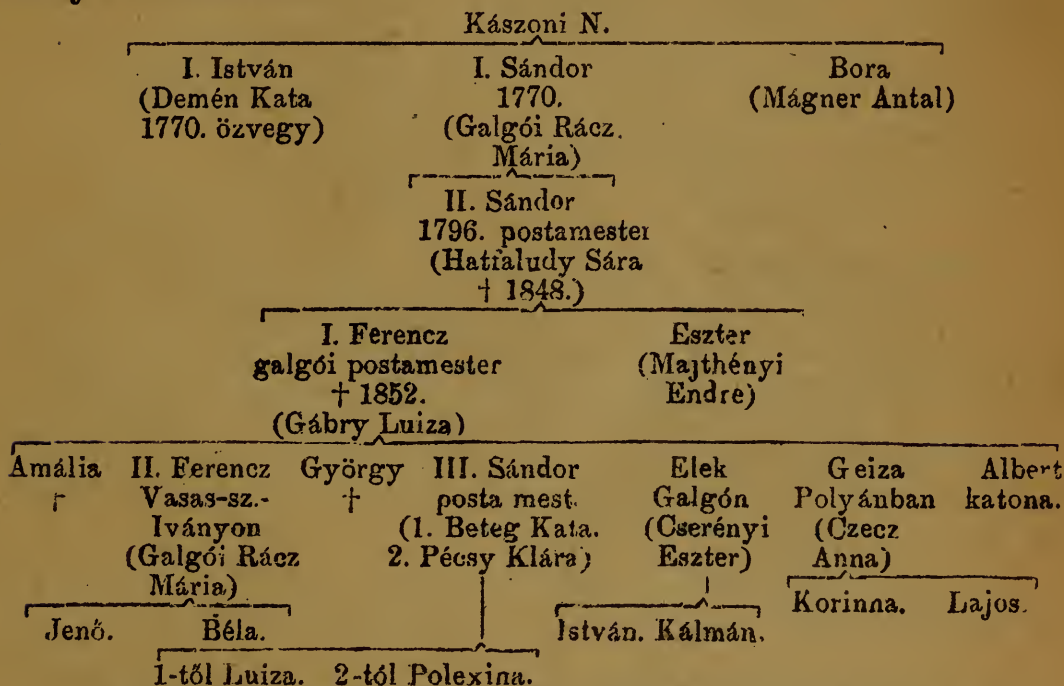 Kászoni N.
I. István I. Sándor Bora
(Demén Kata 1770. (Mágner Antal)
1770. özvegy) (Galgói Rácz.
Mária)
II. Sándor
1796. postamester
(Hatfaludy Sára
† 1848.)
I. Ferencz Eszter
galgói postamester (Majthényi
† 1852. Endre)
(Gábry Luiza)
Amália II. Ferencz György III. Sándor Elek Geiza Albert
† Vasas-sz.- † posta mest. Galgón Polyánban katona.
Iványon (1. Beteg Kata. (Cserényi (Czecz
(Galgói Rácz 2. Pécsy Klára) Eszter) Anna)
Mária)
Korinna. Lajos.
Jenő. Béla. István. Kálmán.
1-től Luiza. 2-tól Polexina.